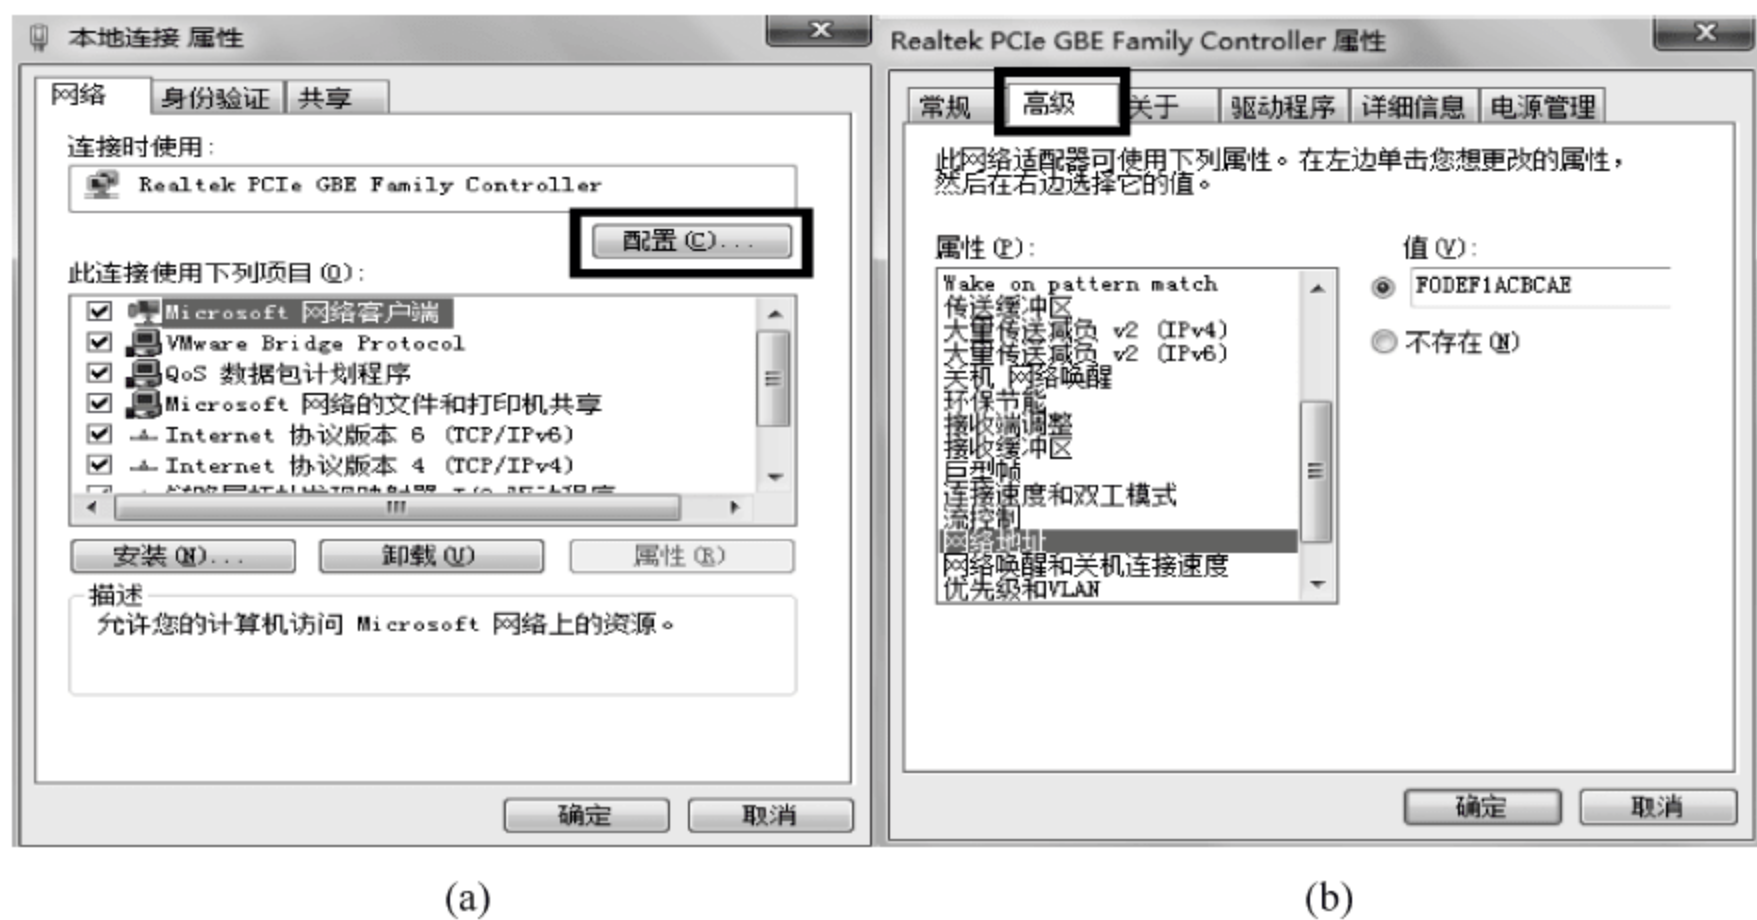 本地连接 属性
网络 身份验证 共享
连接时使用:
Realtek PCIe GBE Family Controller
配置(C)...
此连接使用下列项目(O):
Microsoft 网络客户端
VMware Bridge Protocol
QoS 数据包计划程序
Microsoft 网络的文件和打印机共享
Internet 协议版本 6 (TCP/IPv6)
Internet 协议版本 4 (TCP/IPv4)
安装(N)... 卸载(U) 属性(R)
描述
允许您的计算机访问 Microsoft 网络上的资源。
确定 取消
(a)
Realtek PCIe GBE Family Controller 属性
常规 高级 关于 驱动程序 详细信息 电源管理
此网络适配器可使用下列属性。在左边单击您想更改的属性,
然后在右边选择它的值。
属性(P):
值(V):
Wake on pattern match
传送缓冲区
大量传送减负 v2 (IPv4)
大量传送减负 v2 (IPv6)
关机 网络唤醒
环保节能
接收端调整
接收缓冲区
巨型帧
连接速度和双工模式
流控制
网络地址
网络唤醒和关机连接速度
优先级和VLAN
F0DEF1ACBCAE
不存在(N)
确定 取消
(b)